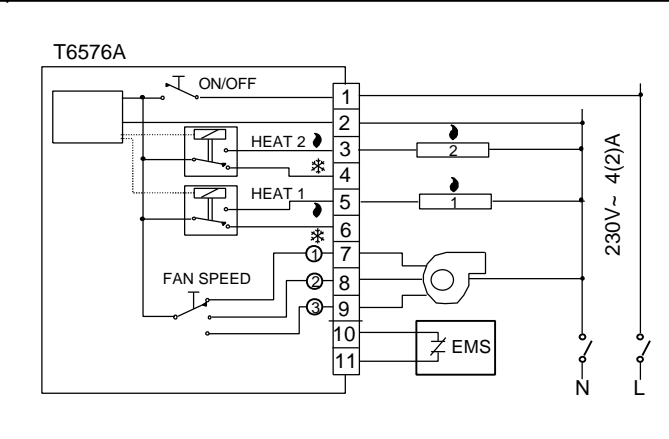 T6576A
ON/OFF
1
2
HEAT 2
3
2
4
HEAT 1
5
1
6
1 7
FAN SPEED
2 8
3 9
10
11
EMS
230V~ 4(2)A
N L